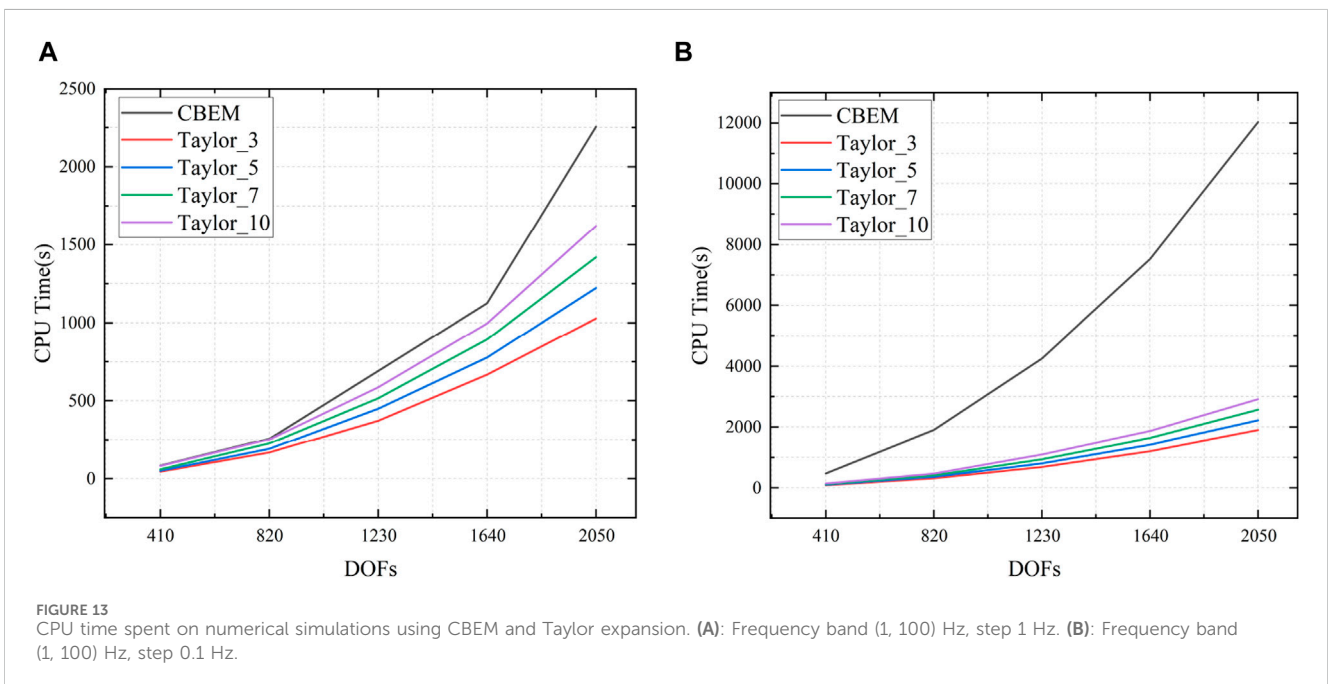 A
B
2500
2000
1500
1000
500
0
CPU Time(s)
CBEM
Taylor_3
Taylor_5
Taylor_7
Taylor_10
410 820 1230 1640 2050
DOFs
12000
10000
8000
6000
4000
2000
0
CPU Time(s)
CBEM
Taylor_3
Taylor_5
Taylor_7
Taylor_10
410 820 1230 1640 2050
DOFs
FIGURE 13
CPU time spent on numerical simulations using CBEM and Taylor expansion. (A): Frequency band (1, 100) Hz, step 1 Hz. (B): Frequency band
(1, 100) Hz, step 0.1 Hz.